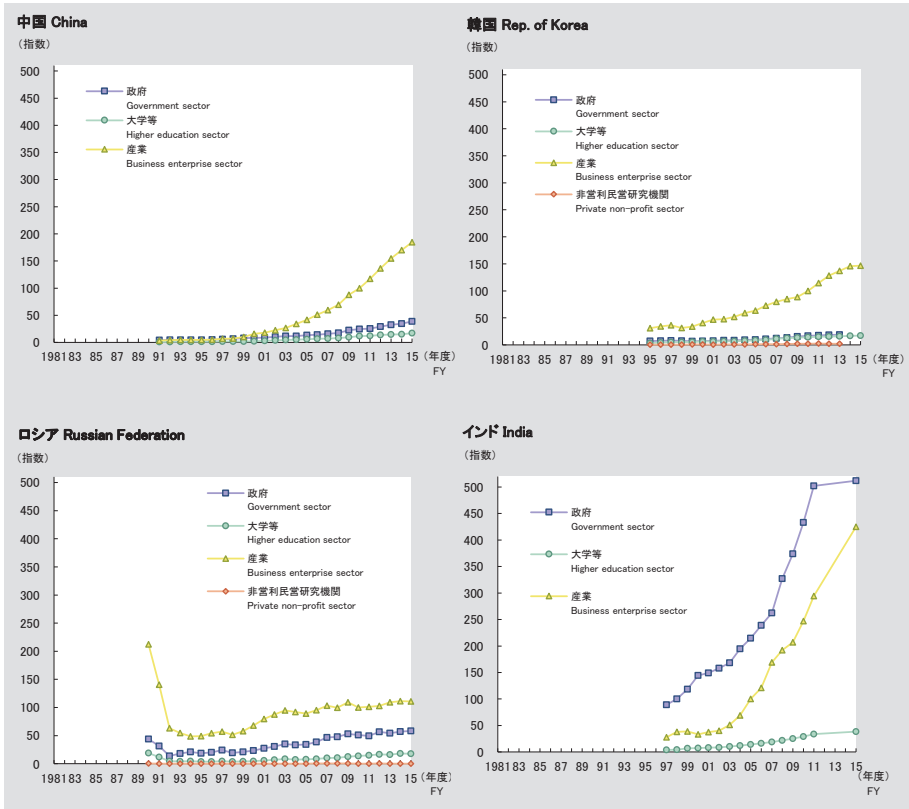 中国 China
（指数）
500
450
400
350
300
250
200
150
100
50
0
政府
Government sector
大学等
Higher education sector
産業
Business enterprise sector
1981 83 85 87 89 91 93 95 97 99 01 03 05 07 09 11 13 15 （年度）
FY
韓国 Rep. of Korea
（指数）
500
450
400
350
300
250
200
150
100
50
0
政府
Government sector
大学等
Higher education sector
産業
Business enterprise sector
非営利民営研究機関
Private non-profit sector
1981 83 85 87 89 91 93 95 97 99 01 03 05 07 09 11 13 15 （年度）
FY
ロシア Russian Federation
（指数）
500
450
400
350
300
250
200
150
100
50
0
政府
Government sector
大学等
Higher education sector
産業
Business enterprise sector
非営利民営研究機関
Private non-profit sector
1981 83 85 87 89 91 93 95 97 99 01 03 05 07 09 11 13 15 （年度）
FY
インド India
（指数）
500
450
400
350
300
250
200
150
100
50
0
政府
Government sector
大学等
Higher education sector
産業
Business enterprise sector
1981 83 85 87 89 91 93 95 97 99 01 03 05 07 09 11 13 15 （年度）
FY